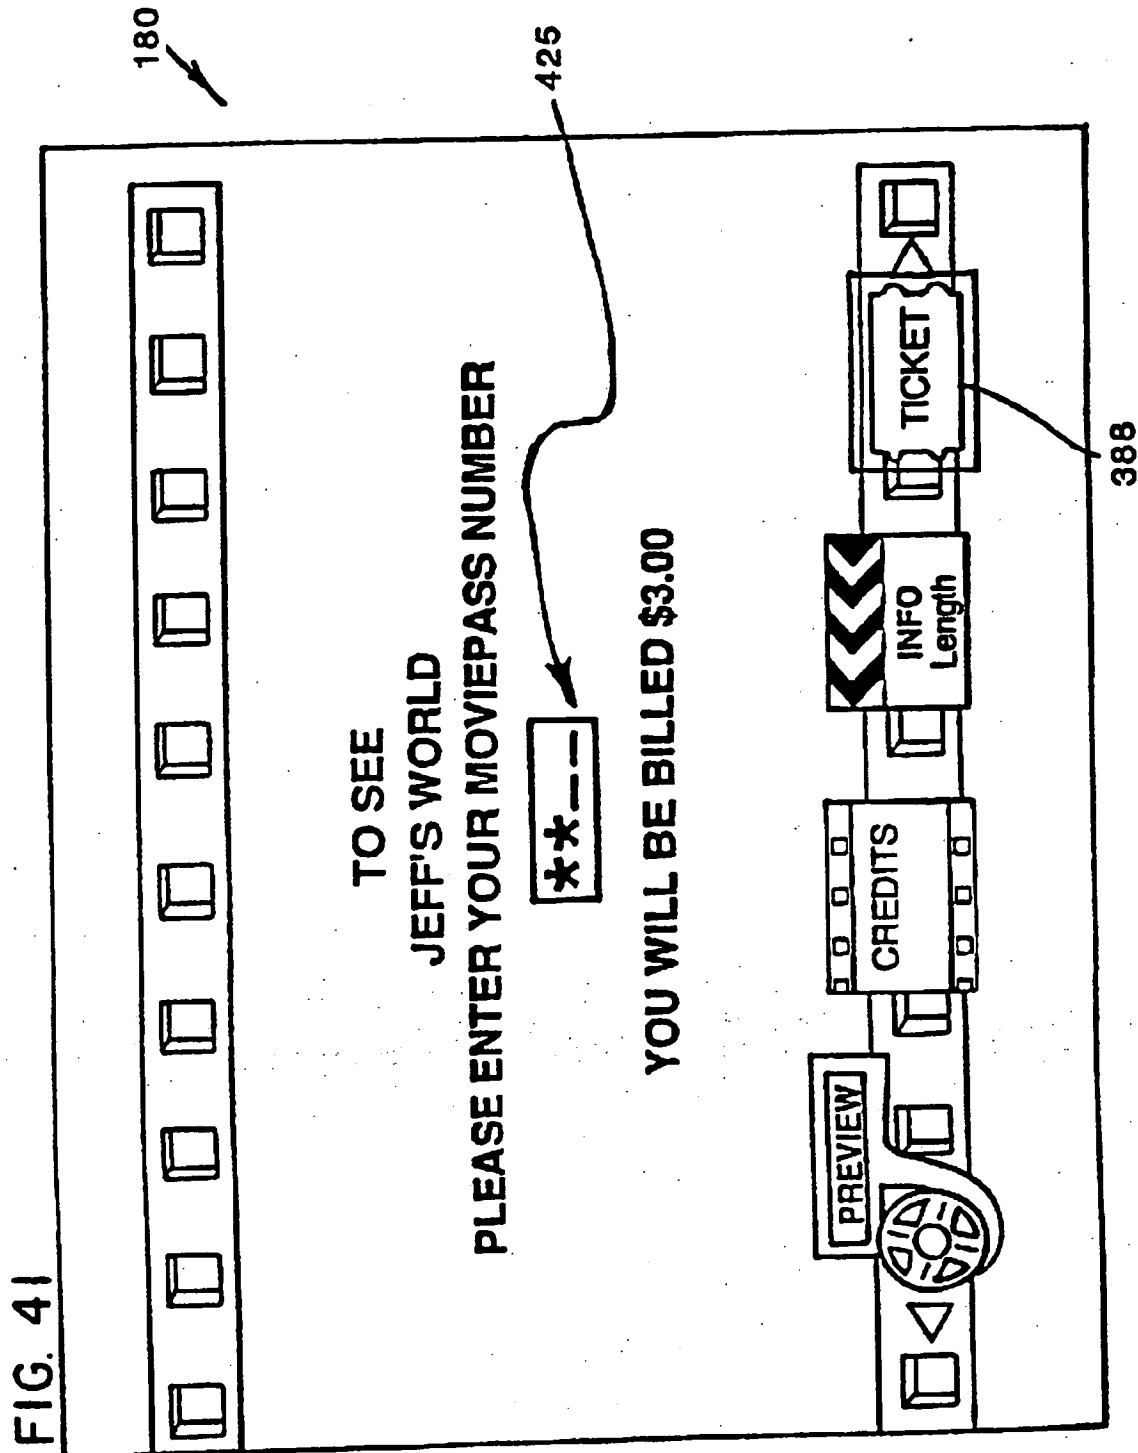 FIG. 41
180
TO SEE
JEFF'S WORLD
PLEASE ENTER YOUR MOVIEPASS NUMBER
**__
425
YOU WILL BE BILLED $3.00
PREVIEW
CREDITS
INFO
Length
TICKET
388